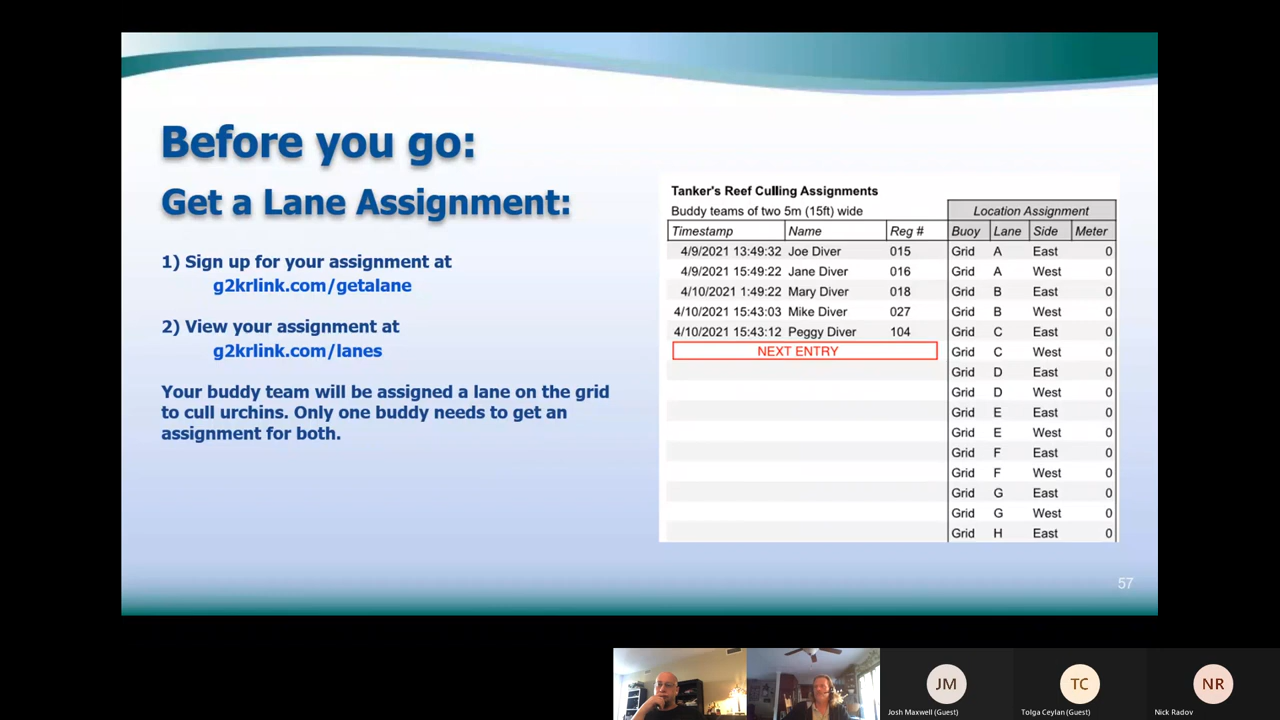 Before you go:
Get a Lane Assignment:
1) Sign up for your assignment at
g2krlink.com/getalane
2) View your assignment at
g2krlink.com/lanes
Your buddy team will be assigned a lane on the grid
to cull urchins. Only one buddy needs to get an
assignment for both.
Tanker's Reef Culling Assignments
Buddy teams of two 5m (15ft) wide Location Assignment
Timestamp Name Reg # Buoy Lane Side Meter
4/9/2021 13:49:32 Joe Diver 015 Grid A East 0
4/9/2021 15:49:22 Jane Diver 016 Grid A West 0
4/10/2021 1:49:22 Mary Diver 018 Grid B East 0
4/10/2021 15:43:03 Mike Diver 027 Grid B West 0
4/10/2021 15:43:12 Peggy Diver 104 Grid C East 0
NEXT ENTRY Grid C West 0
Grid D East 0
Grid D West 0
Grid E East 0
Grid E West 0
Grid F East 0
Grid F West 0
Grid G East 0
Grid G West 0
Grid H East 0
57
JM TC NR
Josh Maxwell (Guest) Tolga Ceylan (Guest) Nick Radov